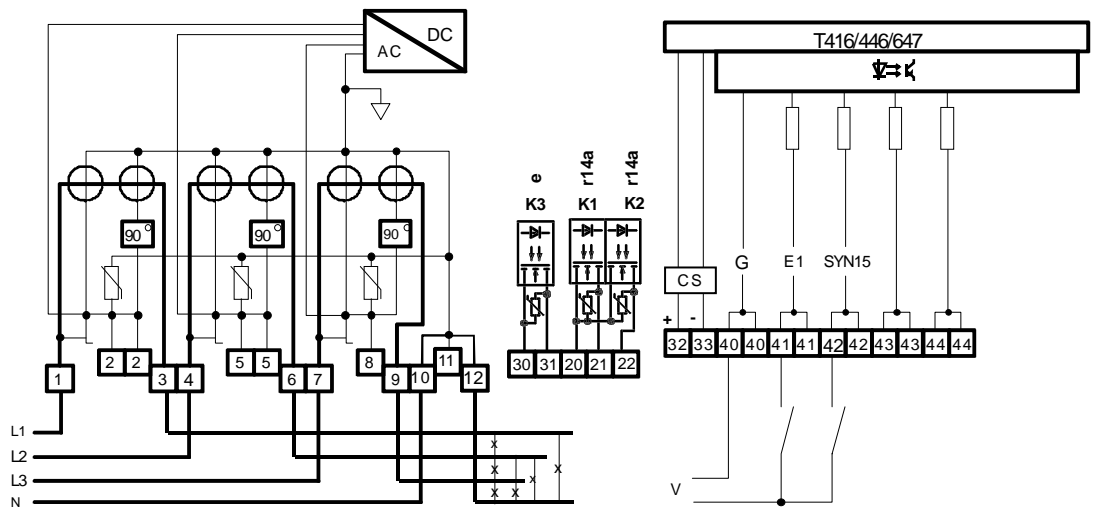 DC
AC
T416/446/647
e
r14a
r14a
K3
K1
K2
90°
90°
90°
G
E1
SYN15
CS
+
-
32
33
40
40
41
41
42
42
43
43
44
44
2
2
5
5
8
11
1
3
4
6
7
9
10
12
30
31
20
21
22
L1
L2
L3
N
x
x
x
x
x
x
V